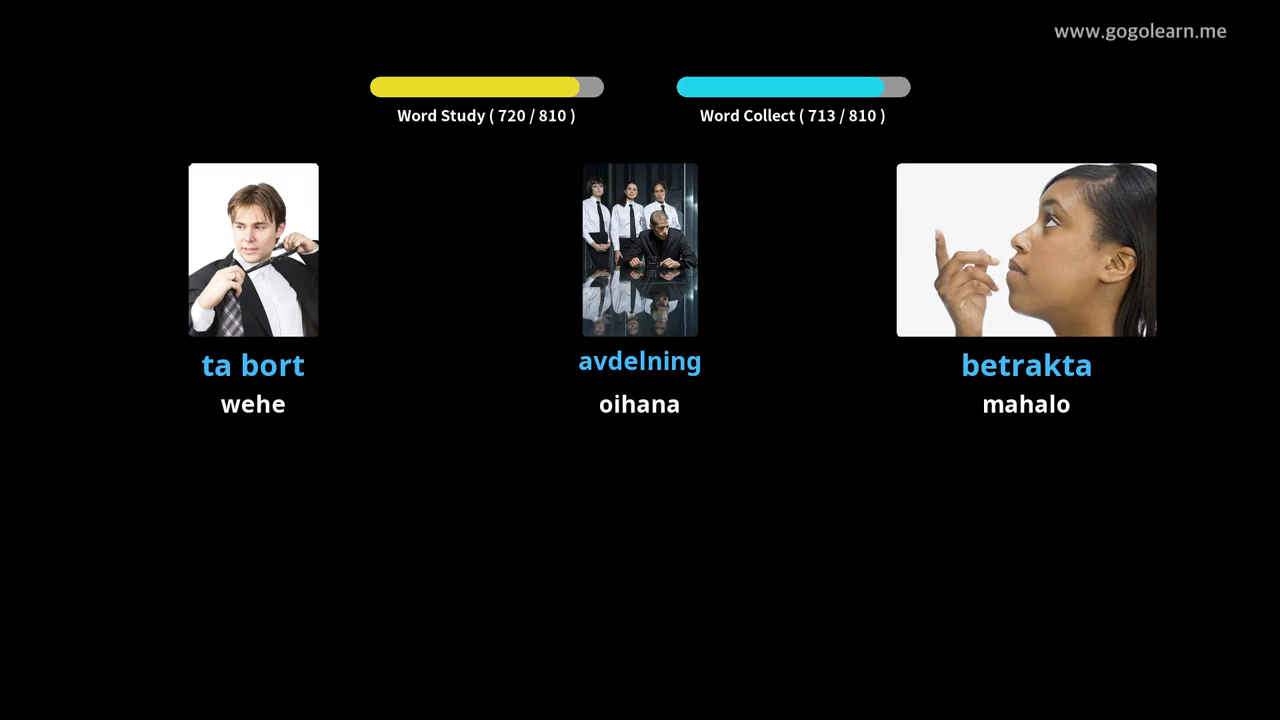 www.gogolearn.me
Word Study ( 720 / 810 )
Word Collect ( 713 / 810 )
ta bort
avdelning
betrakta
wehe
oihana
mahalo